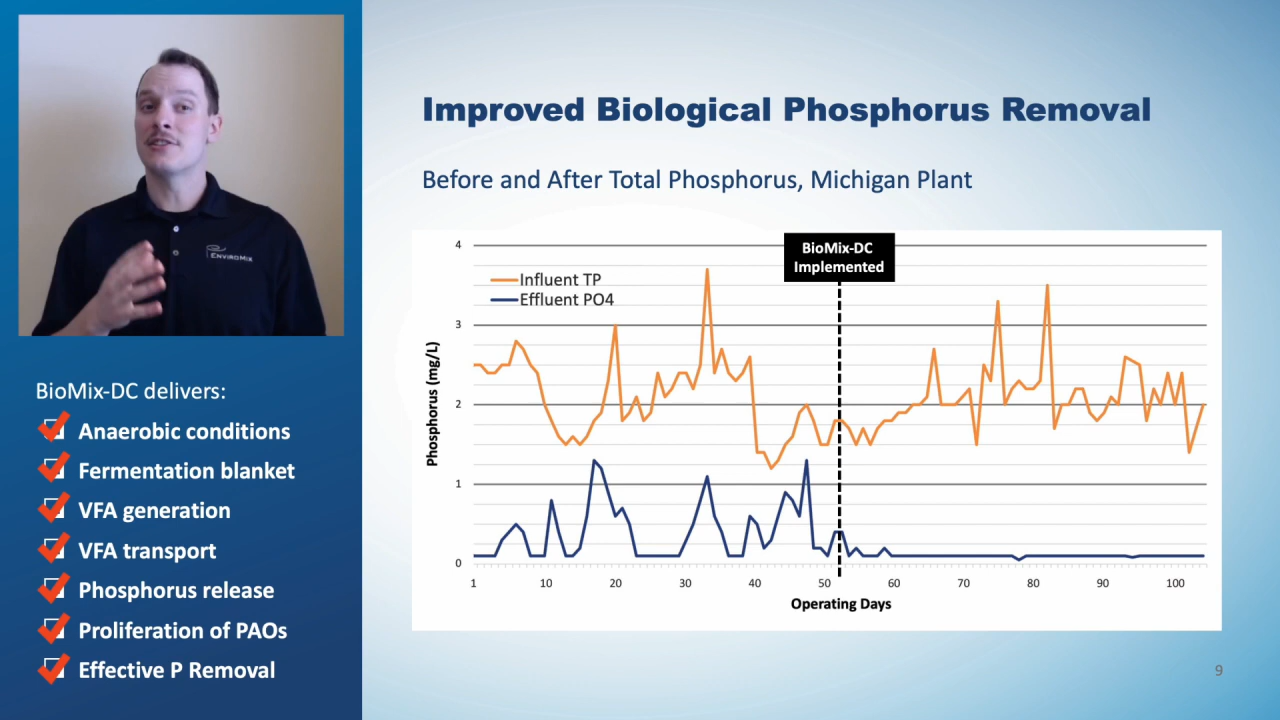 ENVIROMIX
BioMix-DC delivers:
Anaerobic conditions
Fermentation blanket
VFA generation
VFA transport
Phosphorus release
Proliferation of PAOs
Effective P Removal
Improved Biological Phosphorus Removal
Before and After Total Phosphorus, Michigan Plant
BioMix-DC
Implemented
Influent TP
Effluent PO4
Phosphorus (mg/L)
4
3
2
1
0
1 10 20 30 40 50 60 70 80 90 100
Operating Days
9